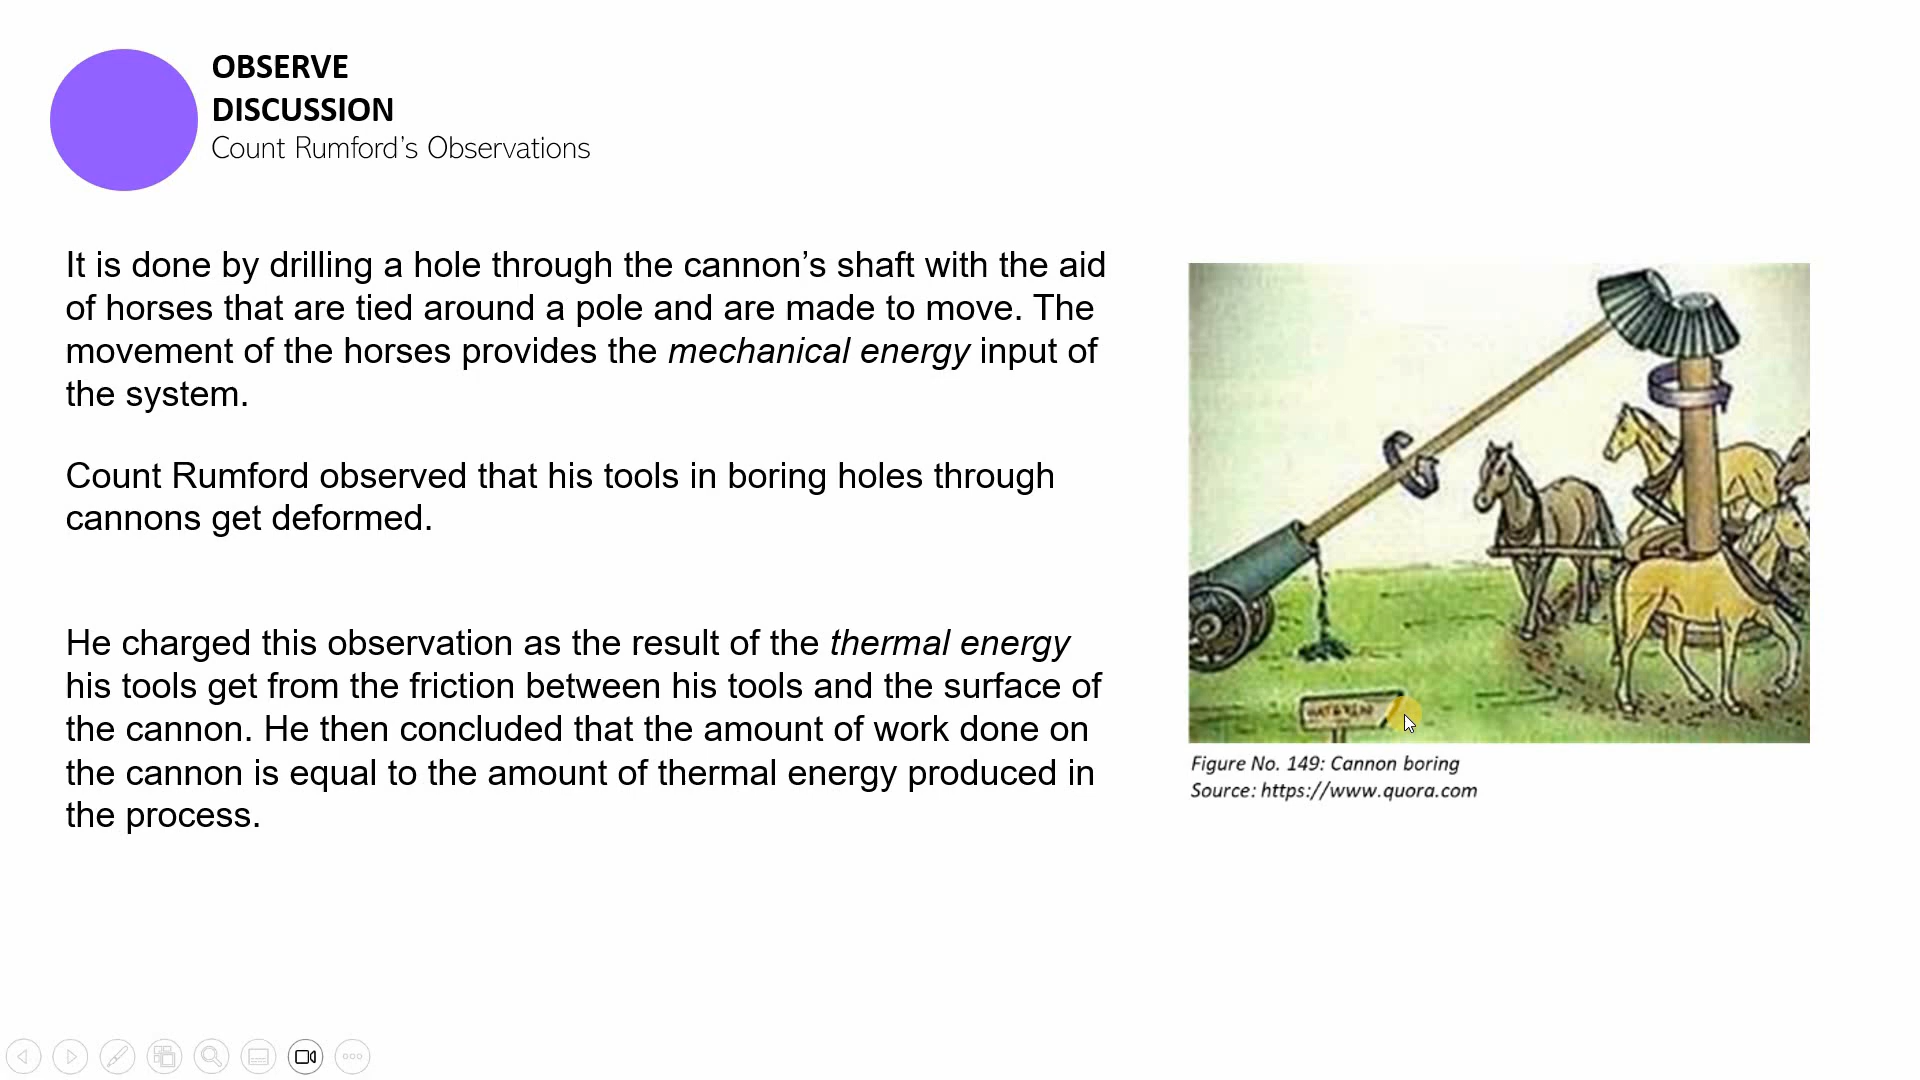 OBSERVE
DISCUSSION
Count Rumford's Observations
It is done by drilling a hole through the cannon's shaft with the aid
of horses that are tied around a pole and are made to move. The
movement of the horses provides the mechanical energy input of
the system.
Count Rumford observed that his tools in boring holes through
cannons get deformed.
He charged this observation as the result of the thermal energy
his tools get from the friction between his tools and the surface of
the cannon. He then concluded that the amount of work done on
the cannon is equal to the amount of thermal energy produced in
the process.
Figure No. 149: Cannon boring
Source: https://www.quora.com